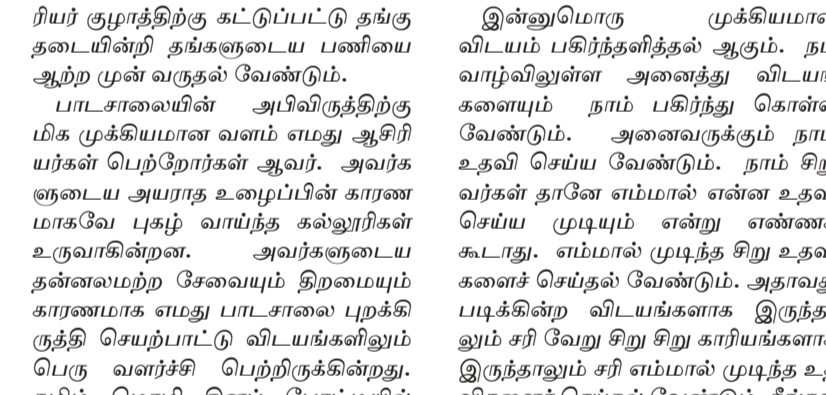 ரியர் குழாத்திற்கு கட்டுப்பட்டு தங்கு
தடையின்றி தங்களுடைய பணியை
ஆற்ற முன் வருதல் வேண்டும்.
பாடசாலையின் அபிவிருத்திற்கு
மிக முக்கியமான வளம் எமது ஆசிரி
யர்கள் பெற்றோர்கள் ஆவர். அவர்க
ளுடைய அயராத உழைப்பின் காரண
மாகவே புகழ் வாய்ந்த கல்லூரிகள்
உருவாகின்றன. அவர்களுடைய
தன்னலமற்ற சேவையும் திறமையும்
காரணமாக எமது பாடசாலை புறக்கி
ருத்தி செயற்பாட்டு விடயங்களிலும்
பெரு வளர்ச்சி பெற்றிருக்கின்றது.
இன்னுமொரு
விடயம் பகிர்ந்தளித்தல் ஆகும்.
வாழ்விலுள்ள அனைத்து
களையும் நாம் பகிர்ந்து
வேண்டும். அனைவருக்கும்
உதவி செய்ய வேண்டும். நாம்
வர்கள் தானே எம்மால் என்ன
செய்ய முடியும் என்று
கூடாது. எம்மால் முடிந்த சிறு
களைச் செய்தல் வேண்டும்.
படிக்கின்ற விடயங்களாக
லும் சரி வேறு சிறு சிறு
இருந்தாலும் சரி எம்மால் முடிந்த